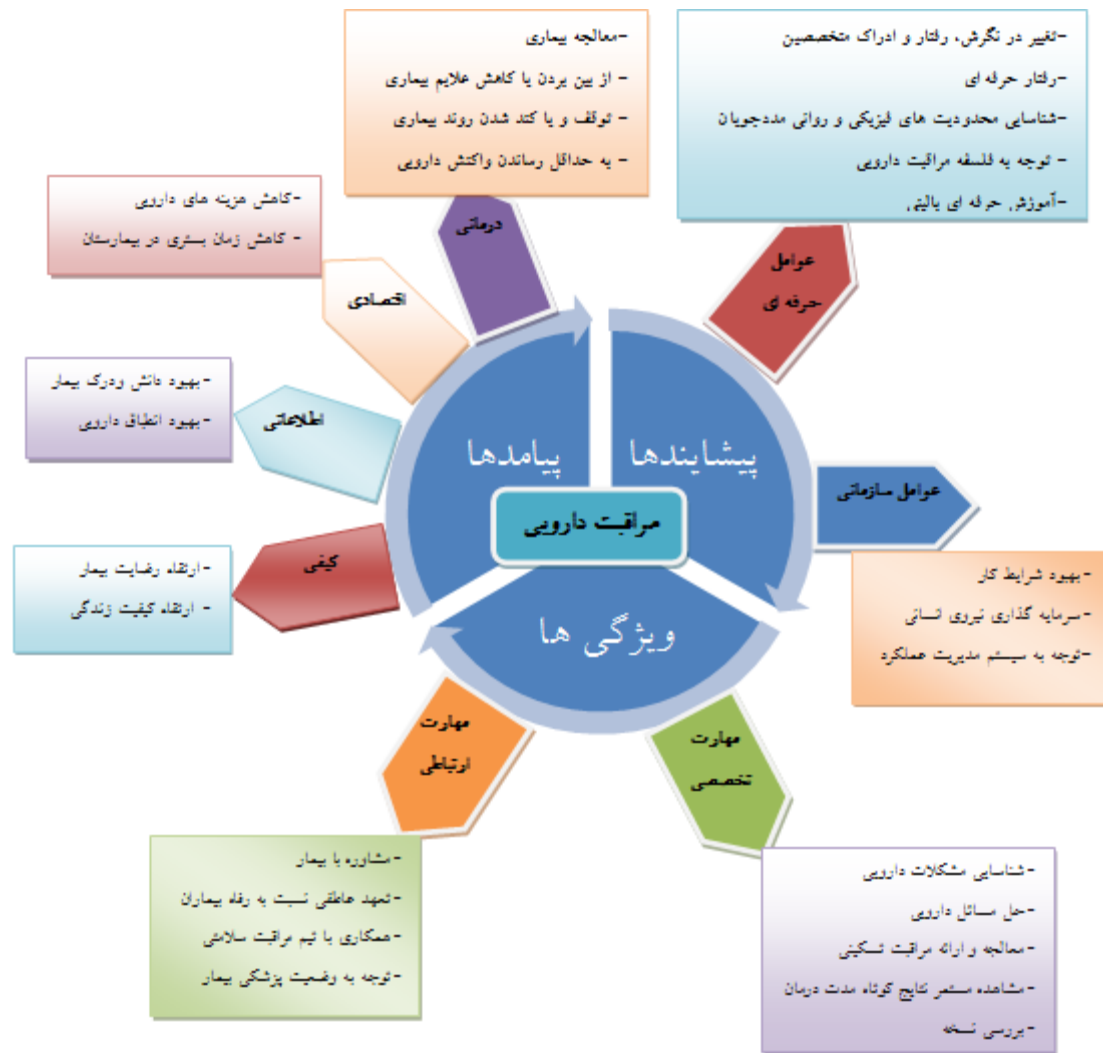 -تغییر در نگرش، رفتار و ادراک متخصصین
-رفتار حرفه ای
-شناسایی محدودیت های فیزیکی و روانی مددجویان
- توجه به فلسفه مراقبت دارویی
-آموزش حرفه ای بالینی
-معالجه بیماری
- از بین بردن یا کاهش علایم بیماری
- توقف و یا کند شدن روند بیماری
- به حداقل رساندن واکنش دارویی
-کاهش هزینه های دارویی
- کاهش زمان بستری در بیمارستان
درمانی
عوامل
حرفه ای
اقتصادی
- بهبود دانش ودرک بیمار
- بهبود انطباق دارویی
اطلاعاتی
پیشایندها
پیامدها
عوامل سازمانی
مراقبت دارویی
کیفی
- ارتقاء رضایت بیمار
- ارتقاء کیفیت زندگی
-بهبود شرایط کار
-سرمایه گذاری نیروی انسانی
-توجه به سیستم مدیریت عملکرد
ویژگی ها
مهارت
ارتباطی
مهارت
تخصصی
-مشاوره با بیمار
-تعهد عاطفی نسبت به رفاه بیماران
-همکاری با تیم مراقبت سلامتی
-توجه به وضعیت پزشکی بیمار
-شناسایی مشکلات دارویی
-حل مسائل دارویی
-معالجه و ارائه مراقبت تسکینی
-مشاهده مستمر نتایج کوتاه مدت درمان
-بررسی نسخه